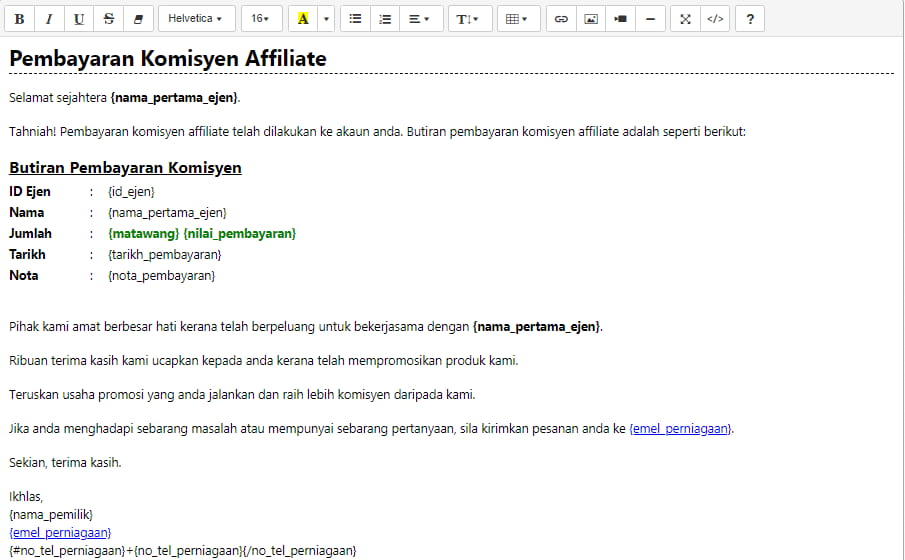 B I U S Helvetica 16 A T </> ?
Pembayaran Komisyen Affiliate
Selamat sejahtera {nama_pertama_ejen}.
Tahniah! Pembayaran komisyen affiliate telah dilakukan ke akaun anda. Butiran pembayaran komisyen affiliate adalah seperti berikut:
Butiran Pembayaran Komisyen
ID Ejen : {id_ejen}
Nama : {nama_pertama_ejen}
Jumlah : {matawang} {nilai_pembayaran}
Tarikh : {tarikh_pembayaran}
Nota : {nota_pembayaran}
Pihak kami amat berbesar hati kerana telah berpeluang untuk bekerjasama dengan {nama_pertama_ejen}.
Ribuan terima kasih kami ucapkan kepada anda kerana telah mempromosikan produk kami.
Teruskan usaha promosi yang anda jalankan dan raih lebih komisyen daripada kami.
Jika anda menghadapi sebarang masalah atau mempunyai sebarang pertanyaan, sila kirimkan pesanan anda ke {emel_perniagaan}.
Sekian, terima kasih.
Ikhlas,
{nama_pemilik}
{emel_perniagaan}
{#no_tel_perniagaan}+{no_tel_perniagaan}{/no_tel_perniagaan}